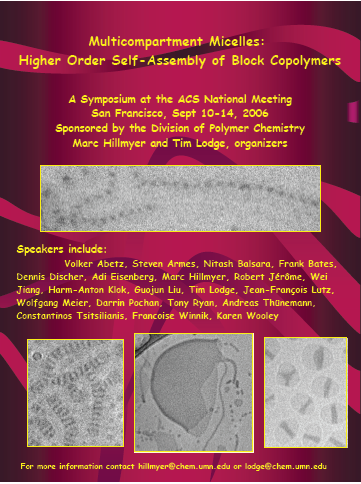 Multicompartment Micelles:
Higher Order Self-Assembly of Block Copolymers
A Symposium at the ACS National Meeting
San Francisco, Sept 10-14, 2006
Sponsored by the Division of Polymer Chemistry
Marc Hillmyer and Tim Lodge, organizers
Speakers include:
Volker Abetz, Steven Armes, Nitash Balsara, Frank Bates,
Dennis Discher, Adi Eisenberg, Marc Hillmyer, Robert Jérôme, Wei
Jiang, Harm-Anton Klok, Guojun Liu, Tim Lodge, Jean-François Lutz,
Wolfgang Meier, Darrin Pochan, Tony Ryan, Andreas Thünemann,
Constantinos Tsitsilianis, Francoise Winnik, Karen Wooley
For more information contact hillmyer@chem.umn.edu or lodge@chem.umn.edu